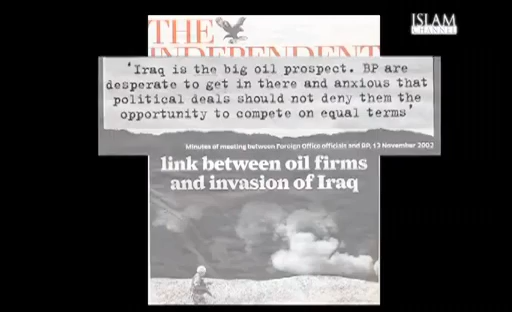 THE
INDEPENDENT
ISLAM
CHANNEL
'Iraq is the big oil prospect. BP are
desperate to get in there and anxious that
political deals should not deny them the
opportunity to compete on equal terms'
Minutes of meeting between Foreign Office officials and BP, 13 November 2002
link between oil firms
and invasion of Iraq